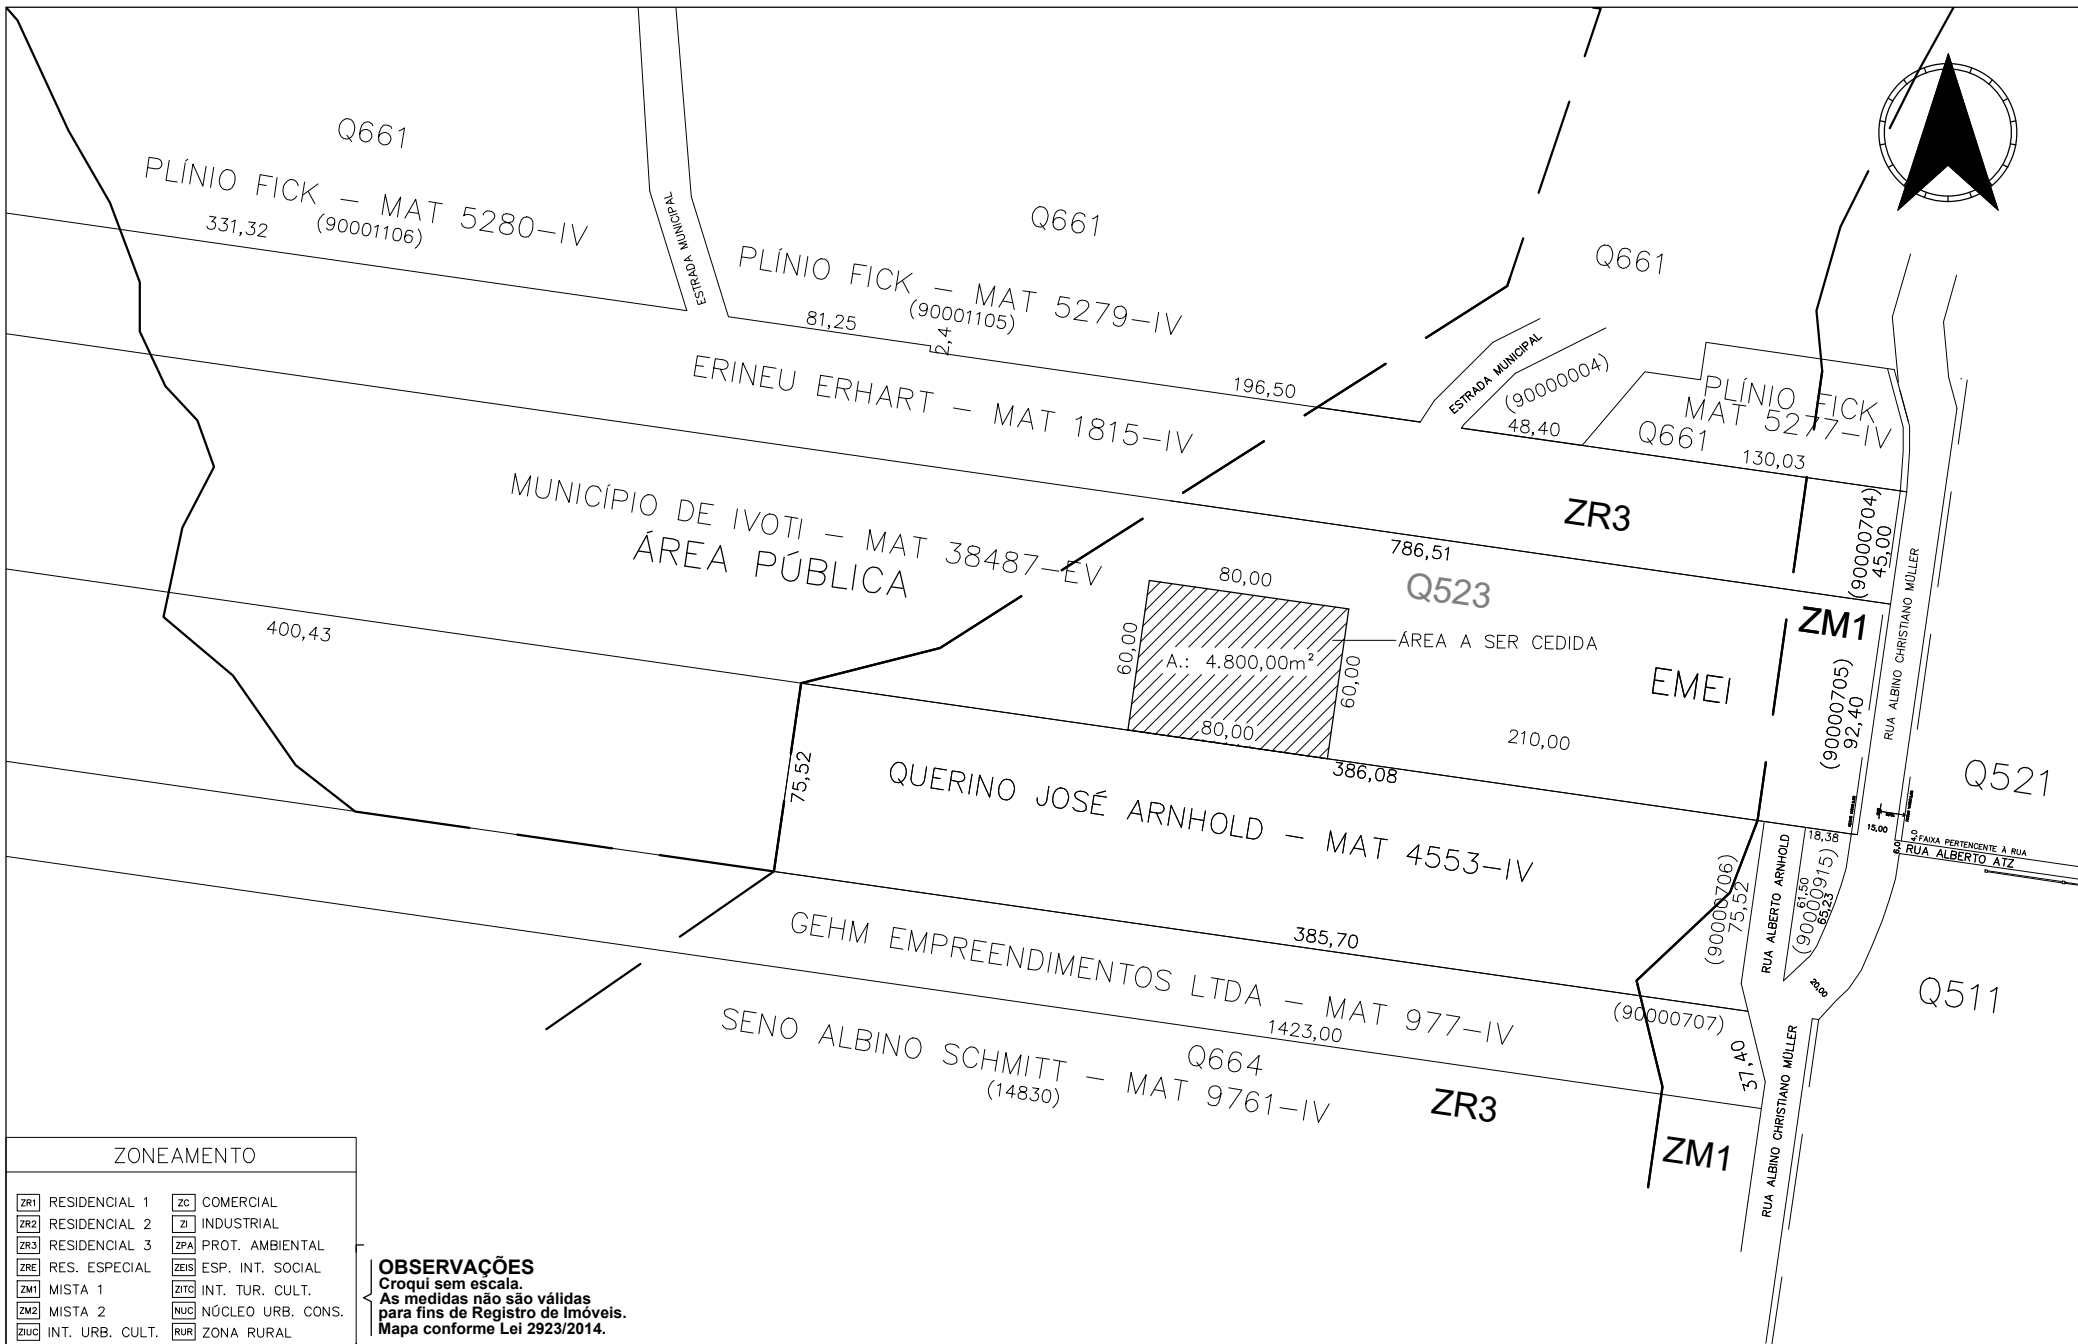 Q661
PLÍNIO FICK – MAT 5280–IV
331,32
(90001106)
ESTRADA MUNICIPAL
Q661
PLÍNIO FICK – MAT 5279–IV
(90001105)
81,25
2,4
196,50
Q661
ESTRADA MUNICIPAL
(90000004)
48,40
PLÍNIO FICK
MAT 5277–IV
Q661
130,03
ERINEU ERHART – MAT 1815–IV
ZR3
(90000704)
45,00
786,51
MUNICÍPIO DE IVOTI – MAT 38487–EV
ÁREA PÚBLICA
Q523
80,00
60,00
A.: 4.800,00m²
60,00
80,00
ÁREA A SER CEDIDA
EMEI
ZM1
(90000705)
92,40
RUA ALBINO CHRISTIANO MÜLLER
210,00
400,43
75,52
386,08
QUERINO JOSÉ ARNHOLD – MAT 4553–IV
Q521
15,00
18,38
6,0
4,0
FAIXA PERTENCENTE À RUA
RUA ALBERTO ATZ
(90000706)
75,52
RUA ALBERTO ARNHOLD
61,50
(90000915)
65,23
20,00
Q511
385,70
GEHM EMPREENDIMENTOS LTDA – MAT 977–IV
(90000707)
37,40
1423,00
SENO ALBINO SCHMITT – MAT 9761–IV
(14830)
Q664
ZR3
ZM1
RUA ALBINO CHRISTIANO MÜLLER
ZONEAMENTO
ZR1 RESIDENCIAL 1 ZC COMERCIAL
ZR2 RESIDENCIAL 2 ZI INDUSTRIAL
ZR3 RESIDENCIAL 3 ZPA PROT. AMBIENTAL
ZRE RES. ESPECIAL ZEIS ESP. INT. SOCIAL
ZM1 MISTA 1 ZITC INT. TUR. CULT.
ZM2 MISTA 2 NUC NÚCLEO URB. CONS.
ZIUC INT. URB. CULT. RUR ZONA RURAL
OBSERVAÇÕES
Croqui sem escala.
As medidas não são válidas
para fins de Registro de Imóveis.
Mapa conforme Lei 2923/2014.